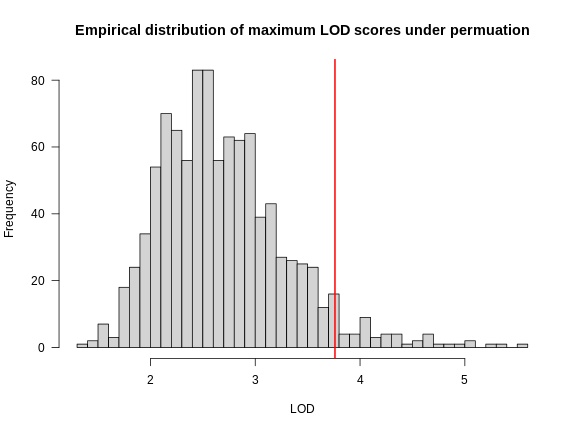 Empirical distribution of maximum LOD scores under permuation
Frequency
80
60
40
20
0
2 3 4 5
LOD